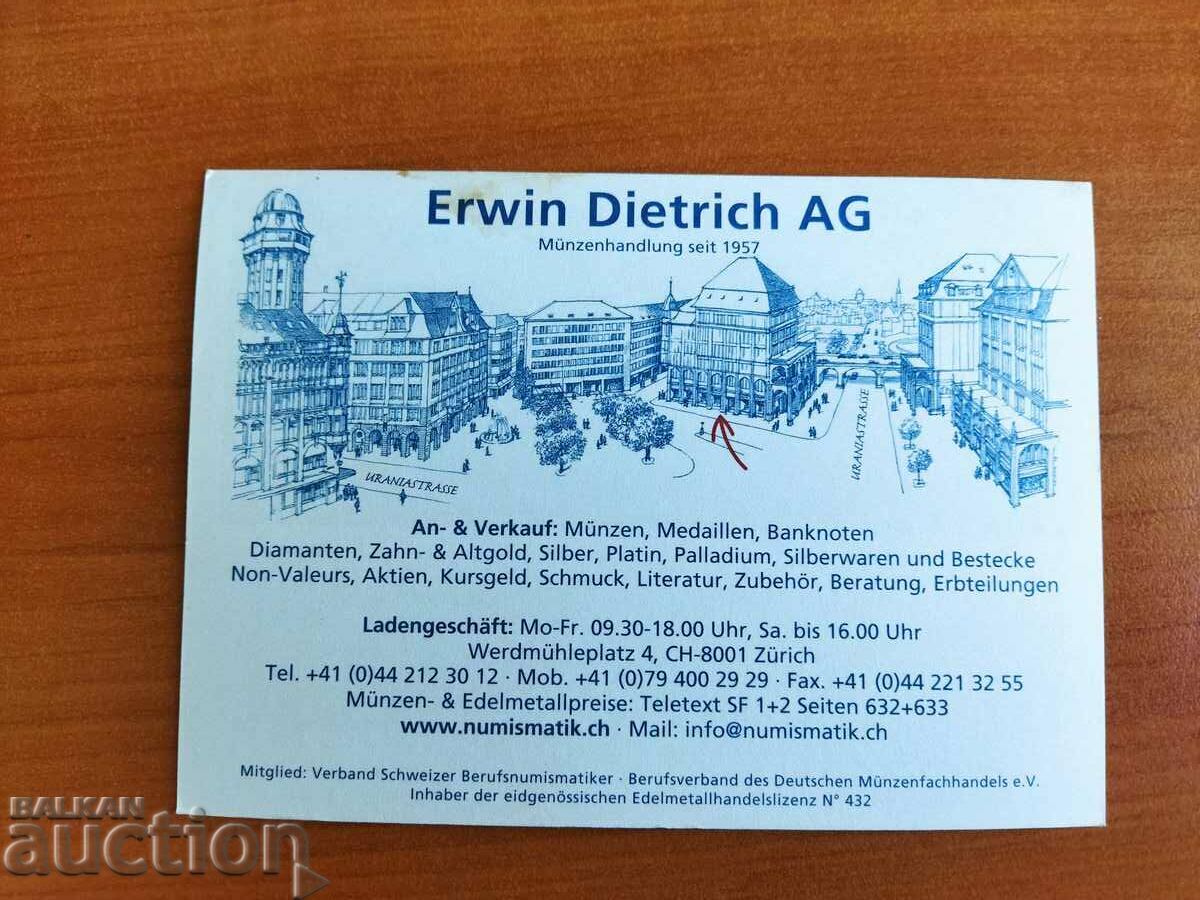 Erwin Dietrich AG
Münzenhandlung seit 1957
URANIASTRASSE
URANIASTRASSE
An- & Verkauf: Münzen, Medaillen, Banknoten
Diamanten, Zahn- & Altgold, Silber, Platin, Palladium, Silberwaren und Bestecke
Non-Valeurs, Aktien, Kursgeld, Schmuck, Literatur, Zubehör, Beratung, Erbteilungen
Ladengeschäft: Mo-Fr. 09.30-18.00 Uhr, Sa. bis 16.00 Uhr
Werdmühleplatz 4, CH-8001 Zürich
Tel. +41 (0)44 212 30 12 · Mob. +41 (0)79 400 29 29 · Fax. +41 (0)44 221 32 55
Münzen- & Edelmetallpreise: Teletext SF 1+2 Seiten 632+633
www.numismatik.ch · Mail: info@numismatik.ch
Mitglied: Verband Schweizer Berufsnumismatiker · Berufsverband des Deutschen Münzenfachhandels e.V.
Inhaber der eidgenössischen Edelmetallhandelslizenz N° 432
BALKAN
auction